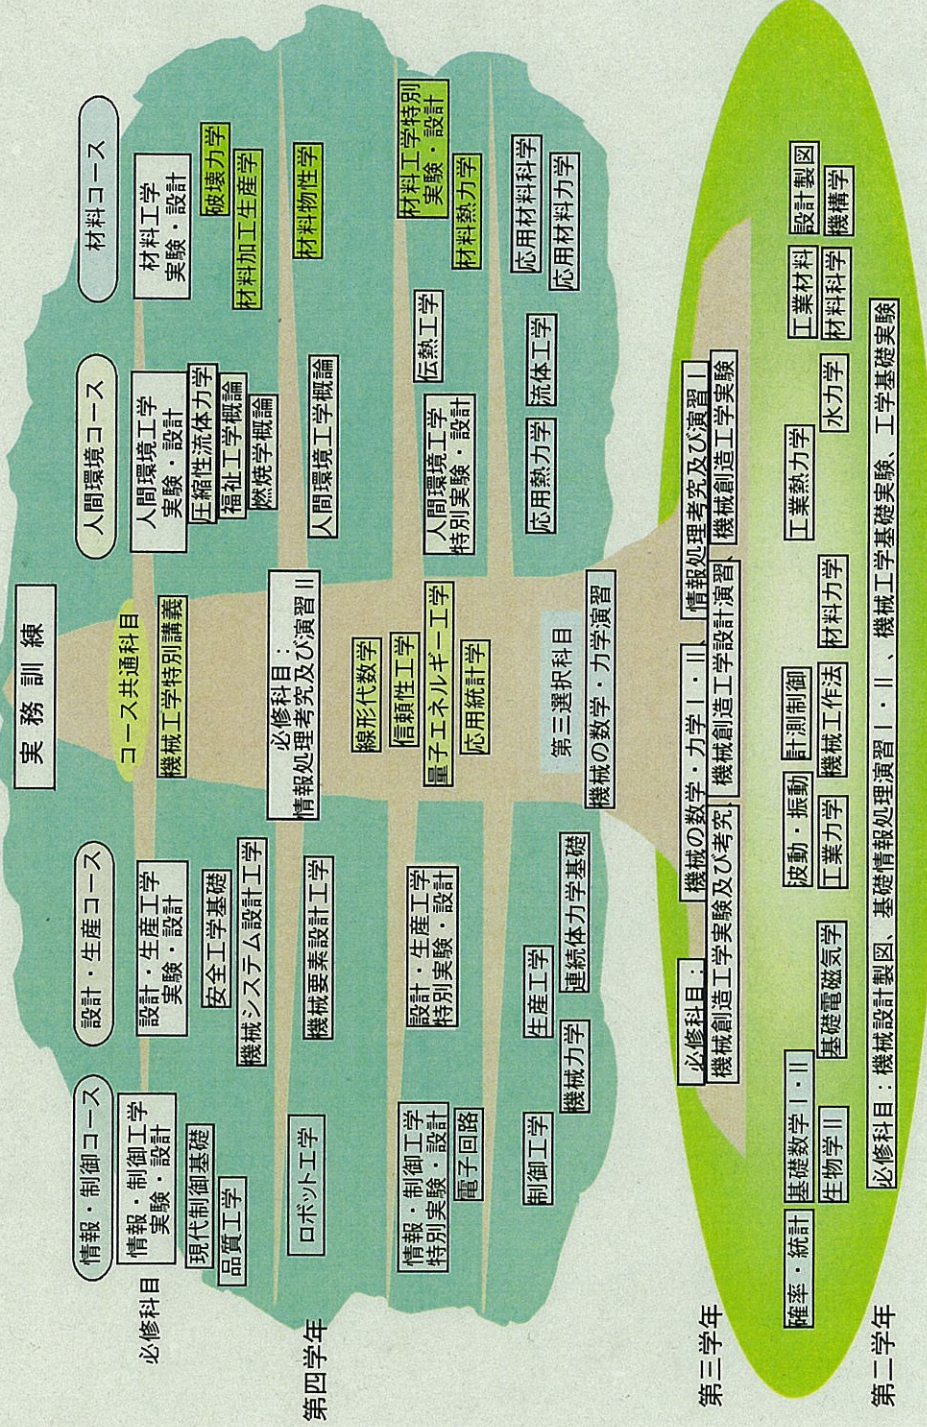 実務訓練
情報・制御コース
設計・生産コース
人間環境コース
材料コース
コース共通科目
必修科目
情報・制御工学
実験・設計
設計・生産工学
実験・設計
機械工学特別講義
人間環境工学
実験・設計
材料工学
実験・設計
現代制御基礎
品質工学
安全工学基礎
機械システム設計工学
圧縮性流体力学
福祉工学概論
燃焼学概論
破壊力学
材料加工生産学
第四学年
ロボット工学
機械要素設計工学
必修科目：
情報処理考究及び演習Ⅱ
人間環境工学概論
材料物性学
線形代数学
信頼性工学
量子エネルギー工学
応用統計学
情報・制御工学
特別実験・設計
電子回路
設計・生産工学
特別実験・設計
人間環境工学
特別実験・設計
伝熱工学
材料工学特別
実験・設計
材料熱力学
制御工学
機械力学
生産工学
連続体力学基礎
第三選択科目
機械の数学・力学演習
応用熱力学
流体工学
応用材料科学
応用材料力学
第三学年
必修科目：
機械の数学・力学Ⅰ・Ⅱ、
情報処理考究及び演習Ⅰ
機械創造工学実験及び考究、
機械創造工学設計演習、
機械創造工学実験
確率・統計
基礎数学Ⅰ・Ⅱ
波動・振動
計測制御
工業熱力学
工業材料
設計製図
生物学Ⅱ
基礎電磁気学
工業力学
機械工作法
材料力学
水力学
材料科学
機構学
第二学年
必修科目：機械設計製図、基礎情報処理演習Ⅰ・Ⅱ、機械工学基礎実験、工学基礎実験